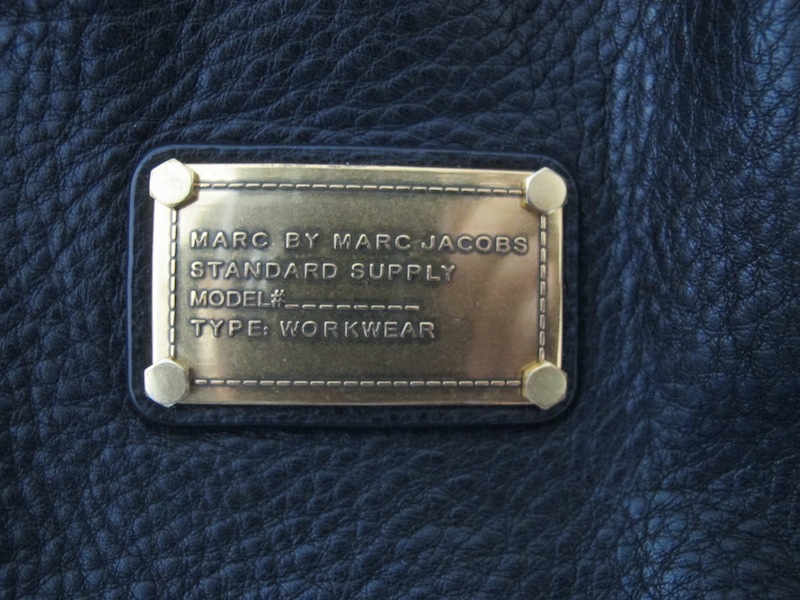 MARC BY MARC JACOBS
STANDARD SUPPLY
MODEL#_________
TYPE: WORKWEAR